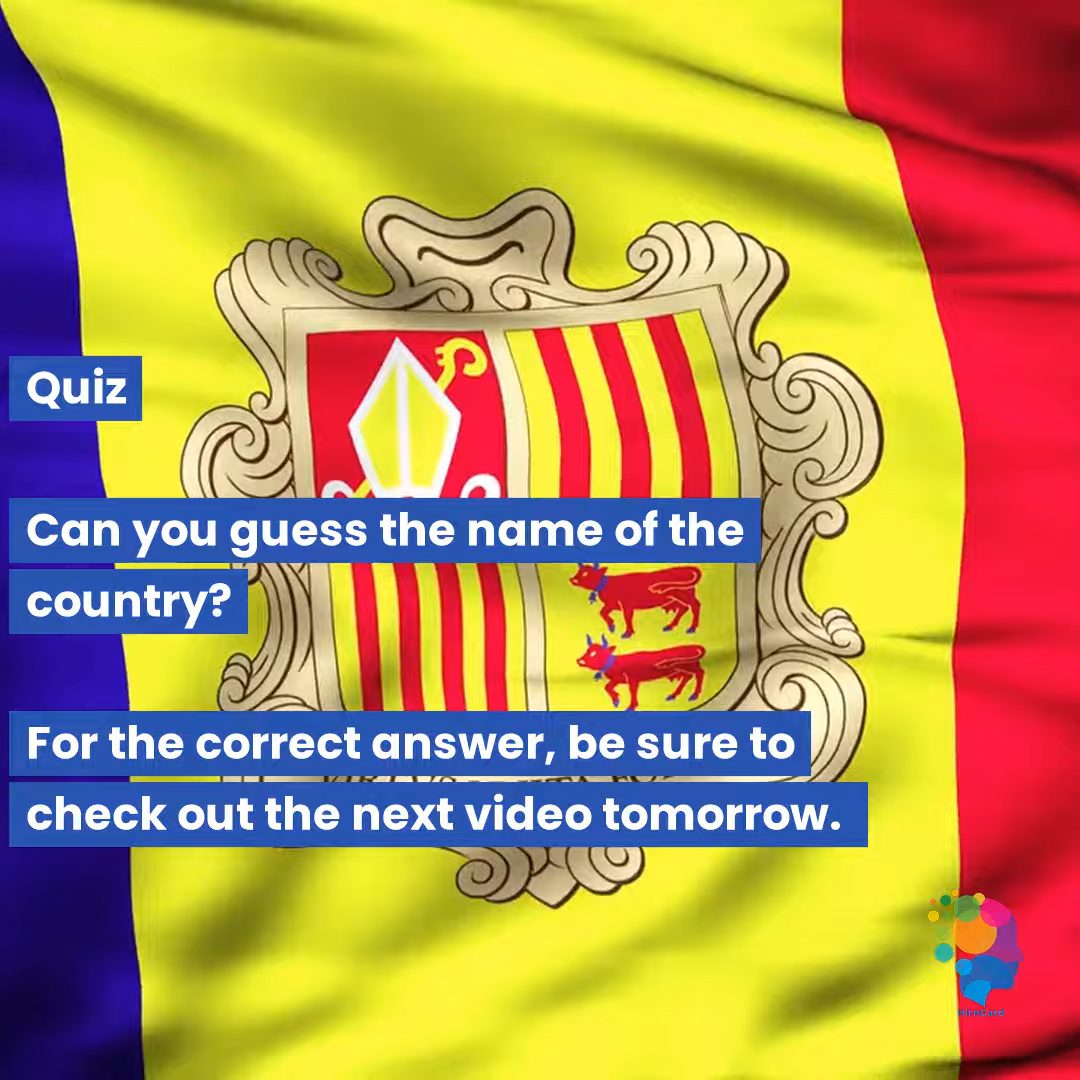 Quiz
Can you guess the name of the
country?
For the correct answer, be sure to
check out the next video tomorrow.